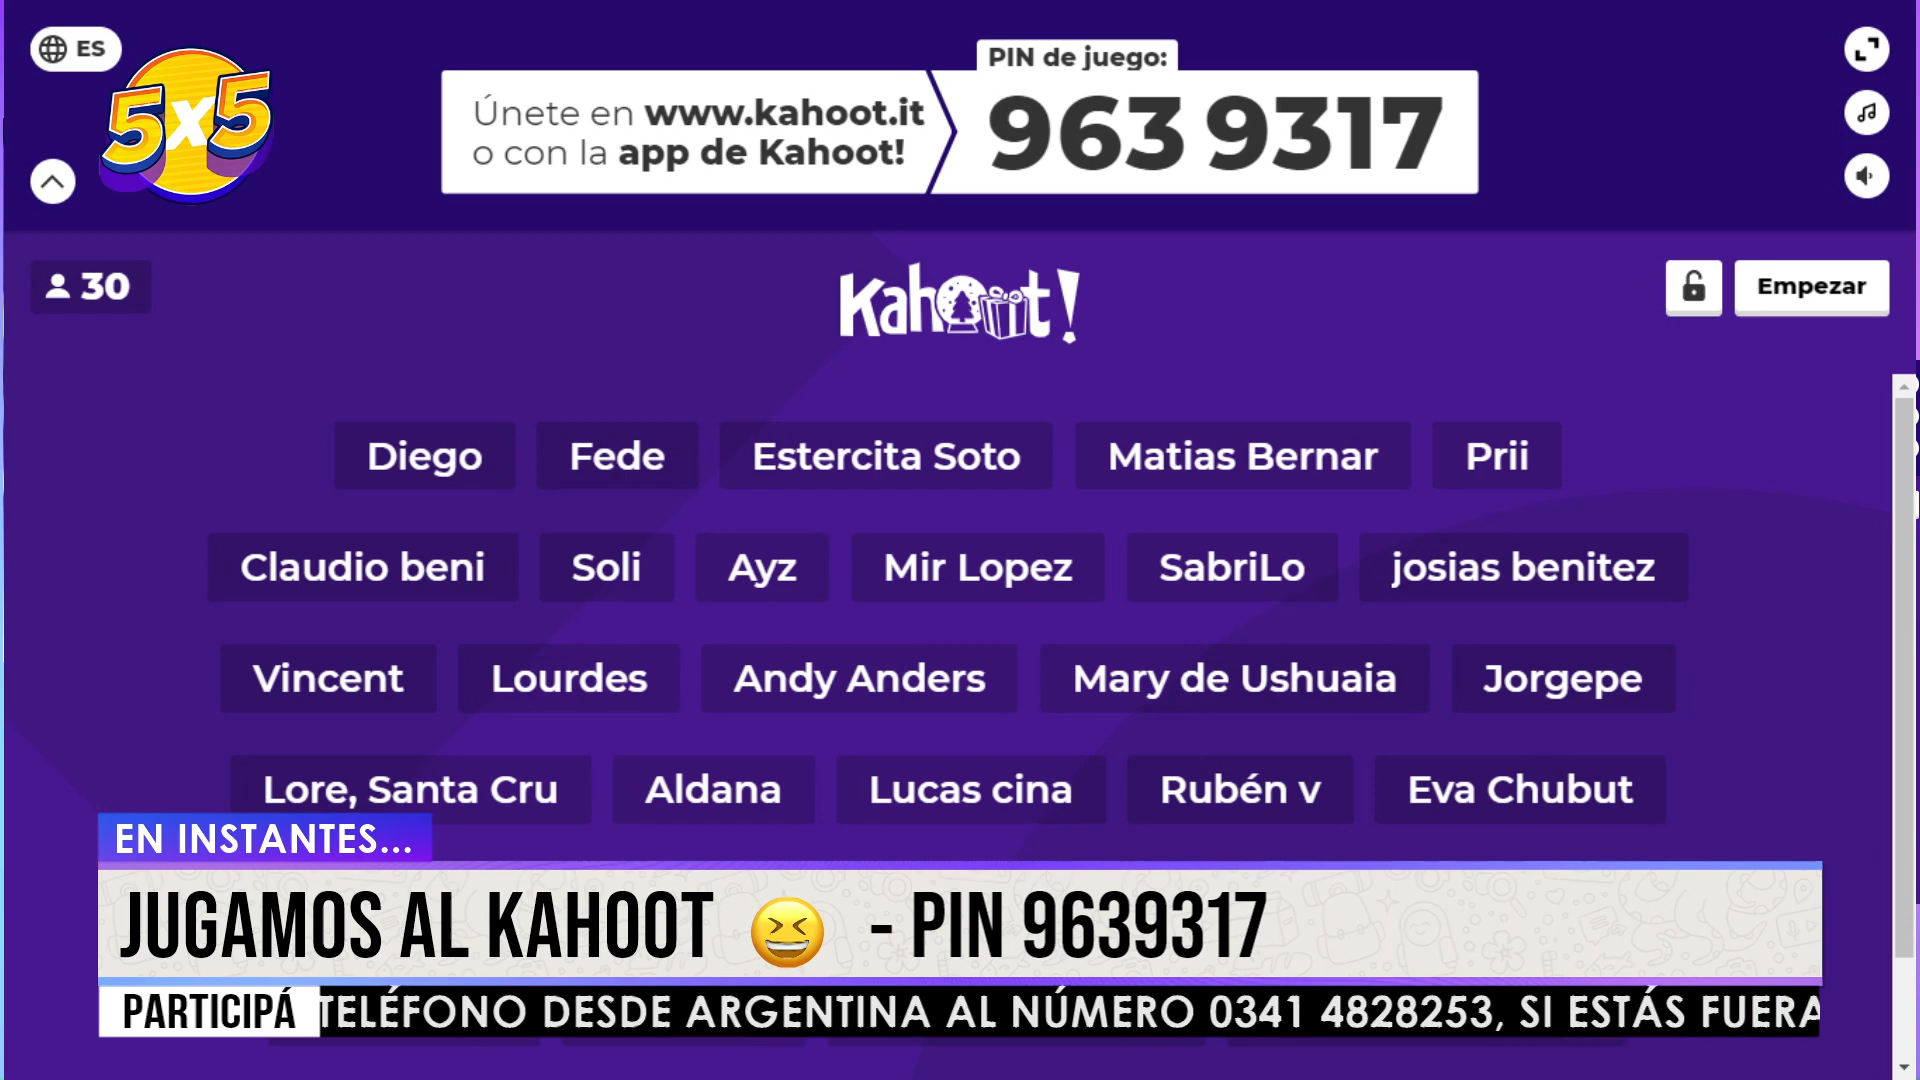 ES
5x5
PIN de juego:
Únete en www.kahoot.it
o con la app de Kahoot!
963 9317
30
Kahoot!
Empezar
Diego Fede Estercita Soto Matias Bernar Prii
Claudio beni Soli Ayz Mir Lopez SabriLo josias benitez
Vincent Lourdes Andy Anders Mary de Ushuaia Jorgepe
Lore, Santa Cru Aldana Lucas cina Rubén v Eva Chubut
EN INSTANTES...
JUGAMOS AL KAHOOT 😆 - PIN 9639317
PARTICIPÁ TELÉFONO DESDE ARGENTINA AL NÚMERO 0341 4828253, SI ESTÁS FUERA